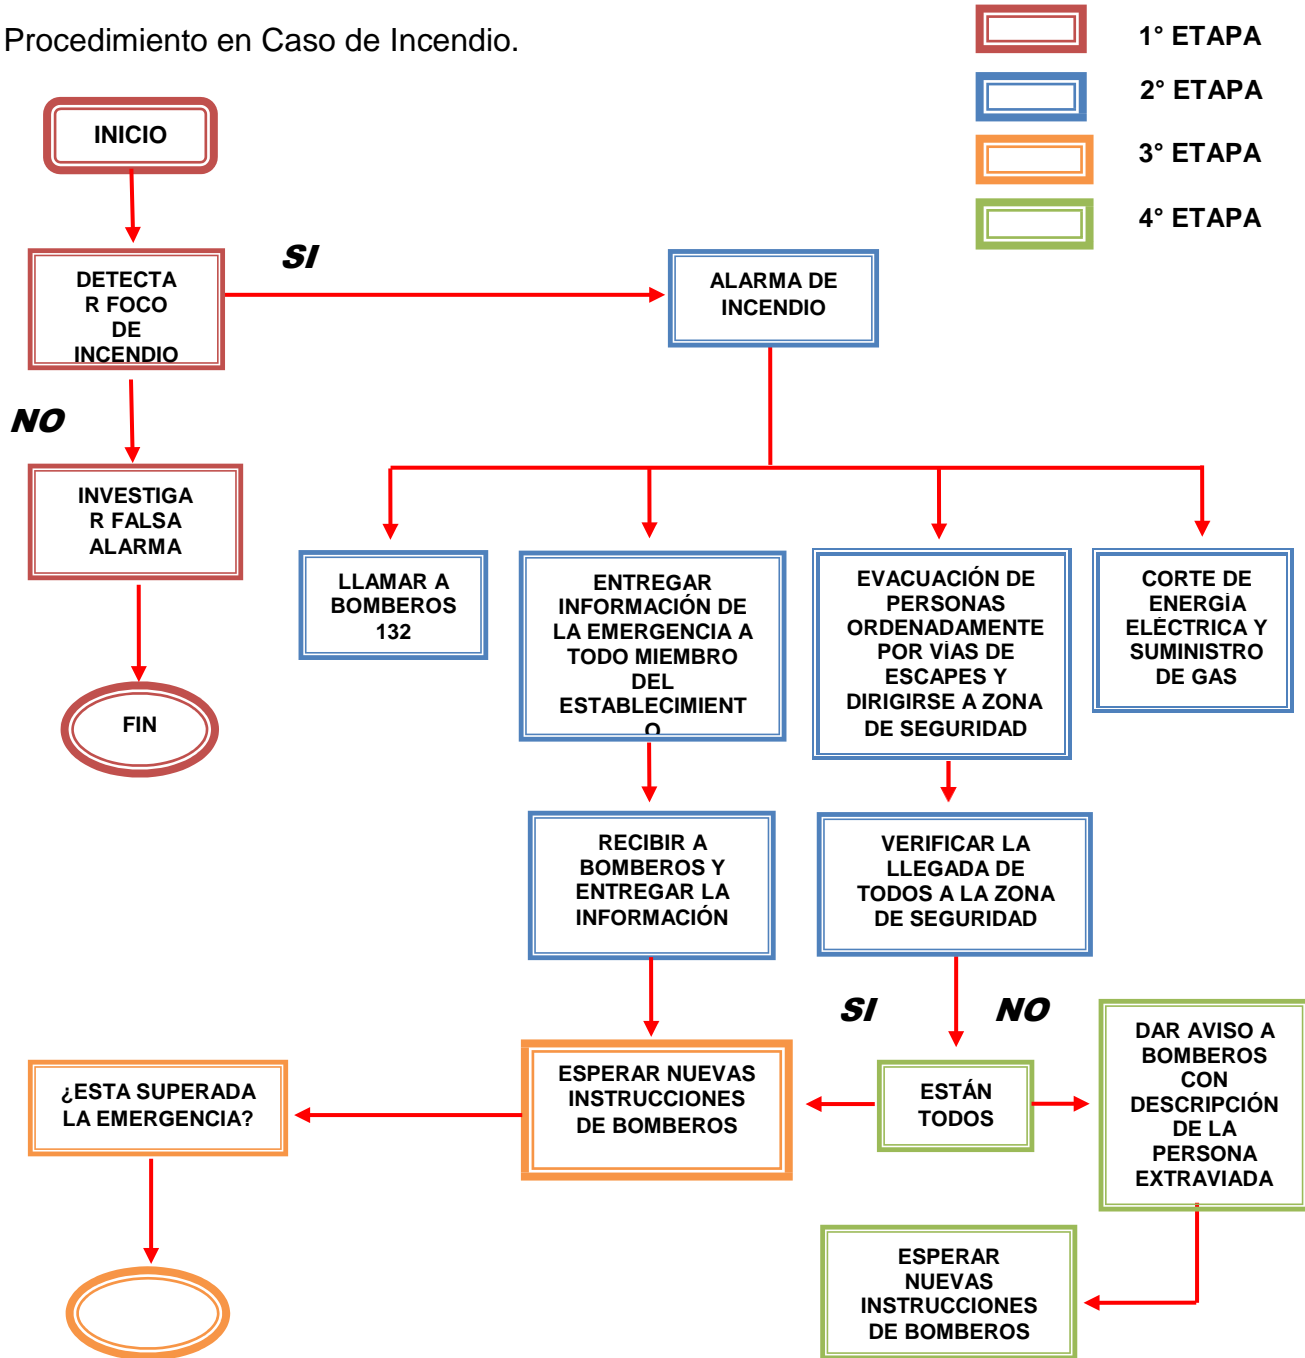 Procedimiento en Caso de Incendio.
1° ETAPA
2° ETAPA
3° ETAPA
4° ETAPA
INICIO
DETECTA
R FOCO
DE
INCENDIO
SI
ALARMA DE
INCENDIO
NO
INVESTIGA
R FALSA
ALARMA
FIN
LLAMAR A
BOMBEROS
132
ENTREGAR
INFORMACIÓN DE
LA EMERGENCIA A
TODO MIEMBRO
DEL
ESTABLECIMIENT
O
EVACUACIÓN DE
PERSONAS
ORDENADAMENTE
POR VÍAS DE
ESCAPES Y
DIRIGIRSE A ZONA
DE SEGURIDAD
CORTE DE
ENERGÍA
ELÉCTRICA Y
SUMINISTRO
DE GAS
RECIBIR A
BOMBEROS Y
ENTREGAR LA
INFORMACIÓN
VERIFICAR LA
LLEGADA DE
TODOS A LA ZONA
DE SEGURIDAD
SI
NO
¿ESTA SUPERADA
LA EMERGENCIA?
ESPERAR NUEVAS
INSTRUCCIONES
DE BOMBEROS
ESTÁN
TODOS
DAR AVISO A
BOMBEROS
CON
DESCRIPCIÓN
DE LA
PERSONA
EXTRAVIADA
ESPERAR
NUEVAS
INSTRUCCIONES
DE BOMBEROS